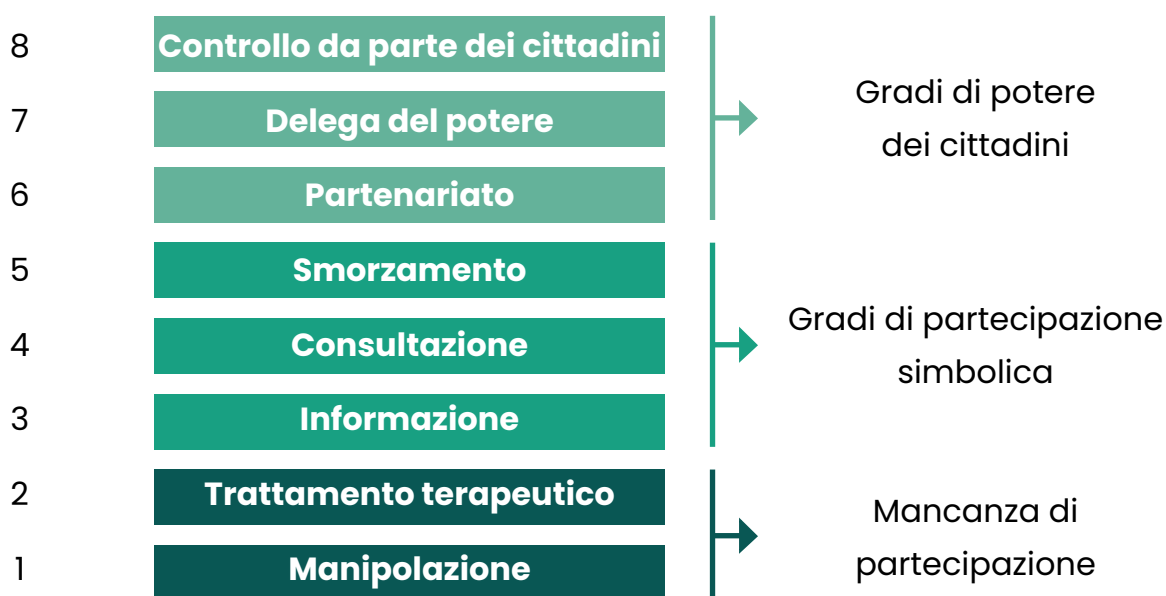 8 Controllo da parte dei cittadini
7 Delega del potere
6 Partenariato
Gradi di potere
dei cittadini
5 Smorzamento
4 Consultazione
3 Informazione
Gradi di partecipazione
simbolica
2 Trattamento terapeutico
1 Manipolazione
Mancanza di
partecipazione